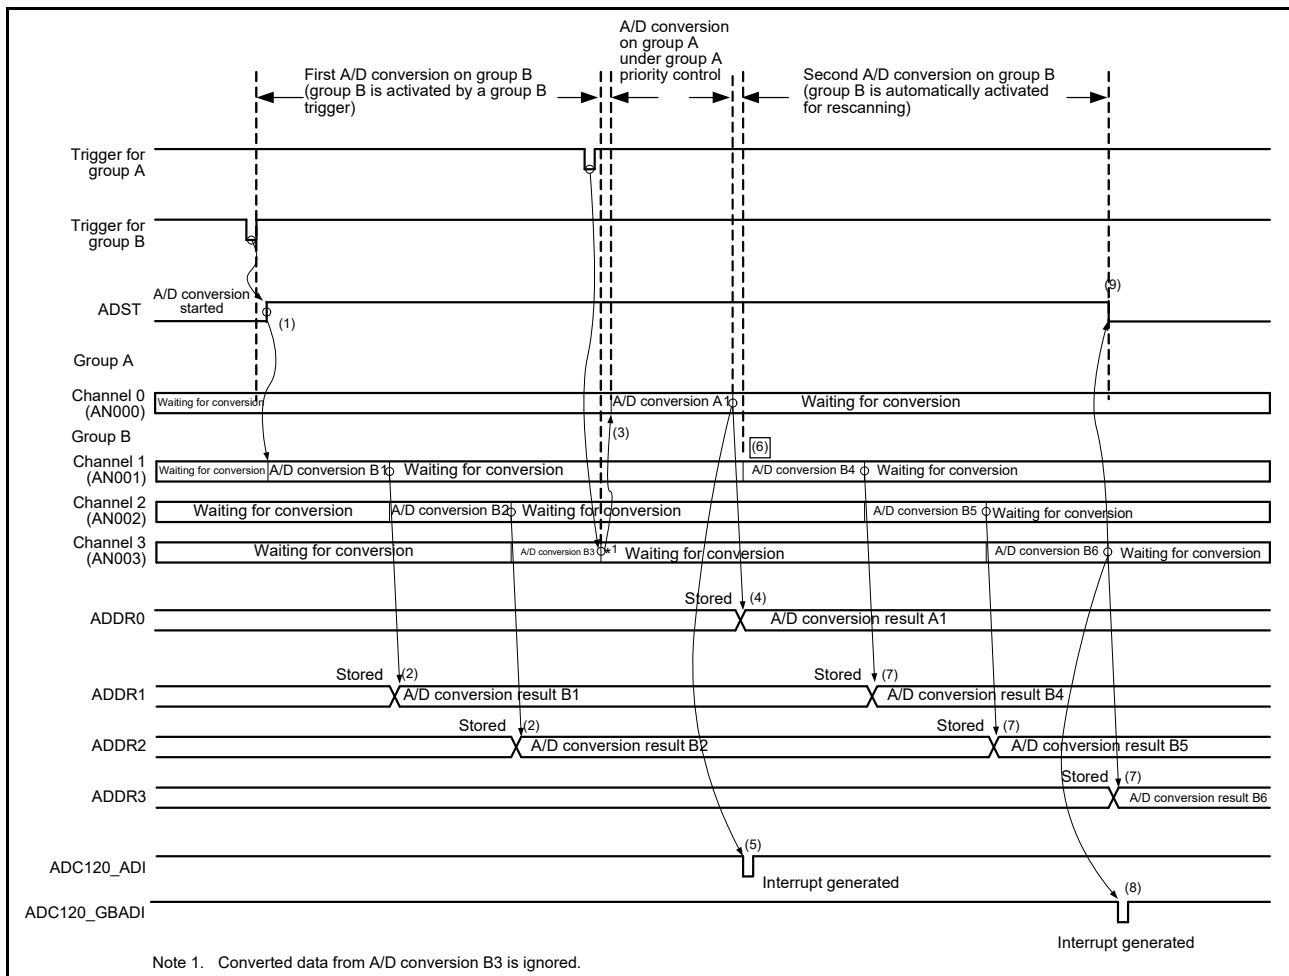 A/D conversion
on group A
under group A
priority control
First A/D conversion on group B
(group B is activated by a group B
trigger)
Second A/D conversion on group B
(group B is automatically activated
for rescanning)
Trigger for
group A
Trigger for
group B
A/D conversion
started
ADST
(1)
(9)
Group A
Channel 0
(AN000)
Waiting for conversion
A/D conversion A1
Waiting for conversion
(3)
Group B
(6)
Channel 1
(AN001)
Waiting for conversion
A/D conversion B1
Waiting for conversion
A/D conversion B4
Waiting for conversion
Channel 2
(AN002)
Waiting for conversion
A/D conversion B2
Waiting for conversion
A/D conversion B5
Waiting for conversion
Channel 3
(AN003)
Waiting for conversion
A/D conversion B3
*1
Waiting for conversion
A/D conversion B6
Waiting for conversion
Stored
(4)
ADDR0
A/D conversion result A1
Stored
(2)
Stored
(7)
ADDR1
A/D conversion result B1
A/D conversion result B4
Stored
(2)
Stored
(7)
ADDR2
A/D conversion result B2
A/D conversion result B5
Stored
(7)
ADDR3
A/D conversion result B6
(5)
ADC120_ADI
Interrupt generated
(8)
ADC120_GBADI
Interrupt generated
Note 1. Converted data from A/D conversion B3 is ignored.